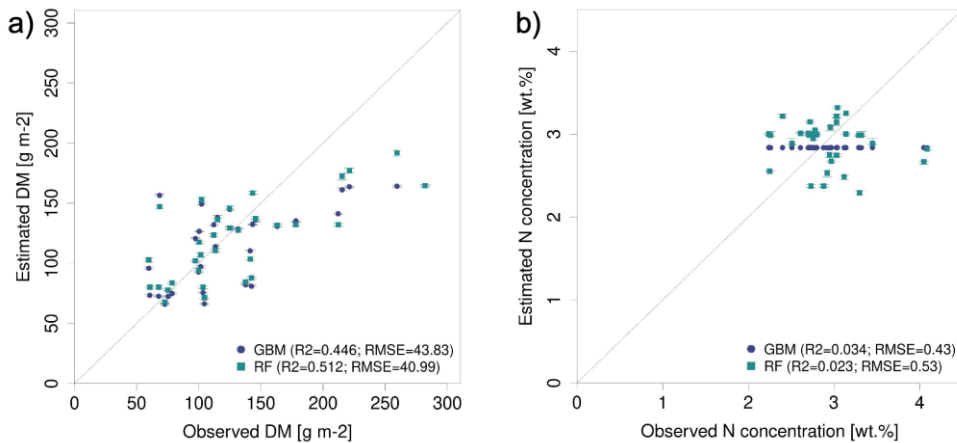 a)
Estimated DM [g m-2]
300
250
200
150
100
50
0
GBM (R2=0.446; RMSE=43.83)
RF (R2=0.512; RMSE=40.99)
0 50 100 150 200 250 300
Observed DM [g m-2]
b)
Estimated N concentration [wt.%]
4
3
2
1
0
GBM (R2=0.034; RMSE=0.43)
RF (R2=0.023; RMSE=0.53)
0 1 2 3 4
Observed N concentration [wt.%]